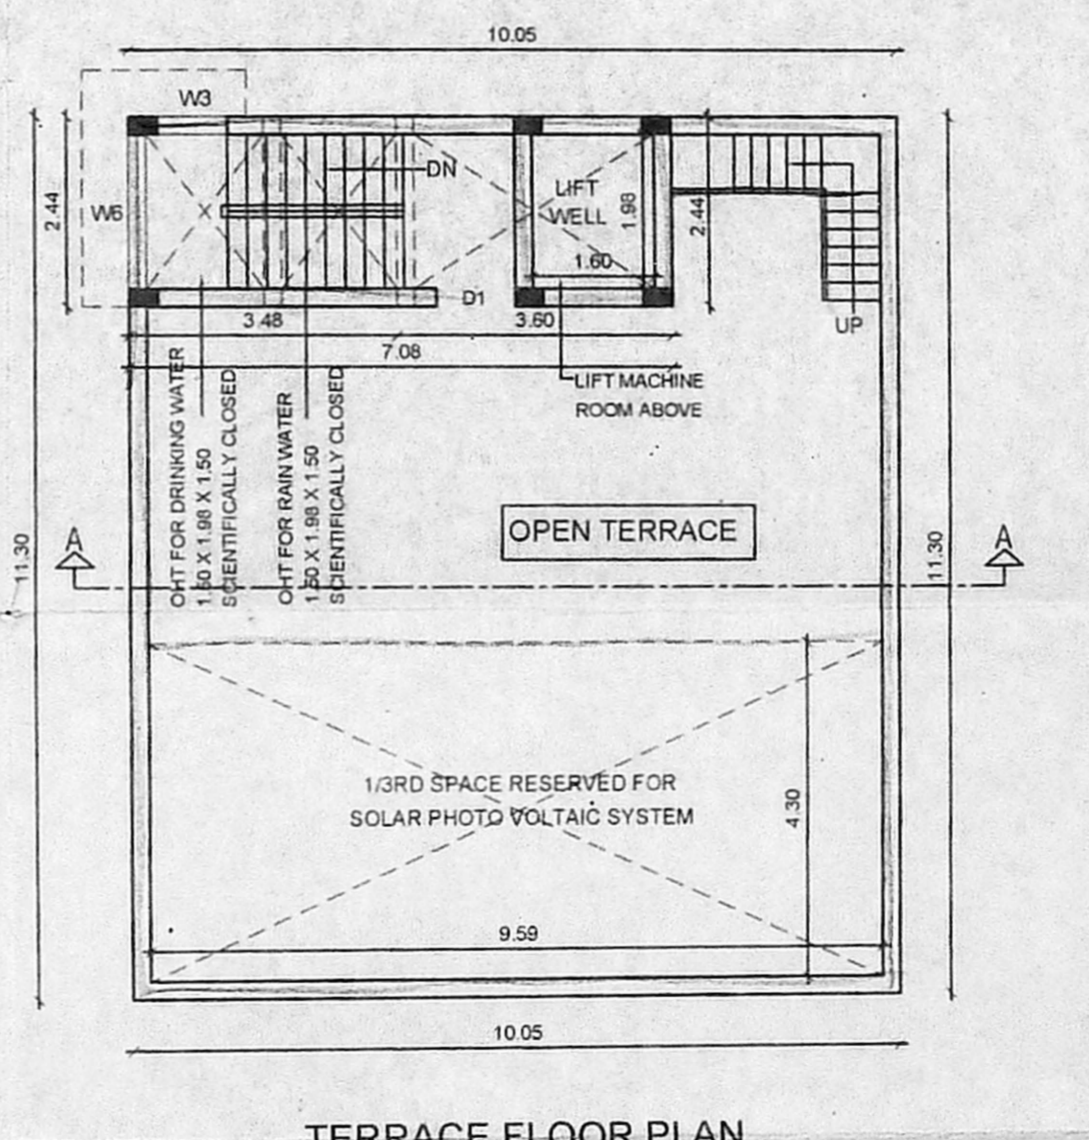 10.05
W3
DN
2.44
W6
LIFT
WELL
1.98
2.44
1.60
D1
UP
3.48
3.60
7.08
LIFT MACHINE
ROOM ABOVE
OHT FOR DRINKING WATER
1.50 X 1.98 X 1.50
SCIENTIFICALLY CLOSED
OHT FOR RAIN WATER
1.50 X 1.98 X 1.50
SCIENTIFICALLY CLOSED
OPEN TERRACE
A
A
11.30
11.30
1/3RD SPACE RESERVED FOR
SOLAR PHOTO VOLTAIC SYSTEM
4.30
9.59
10.05
TERRACE FLOOR PLAN